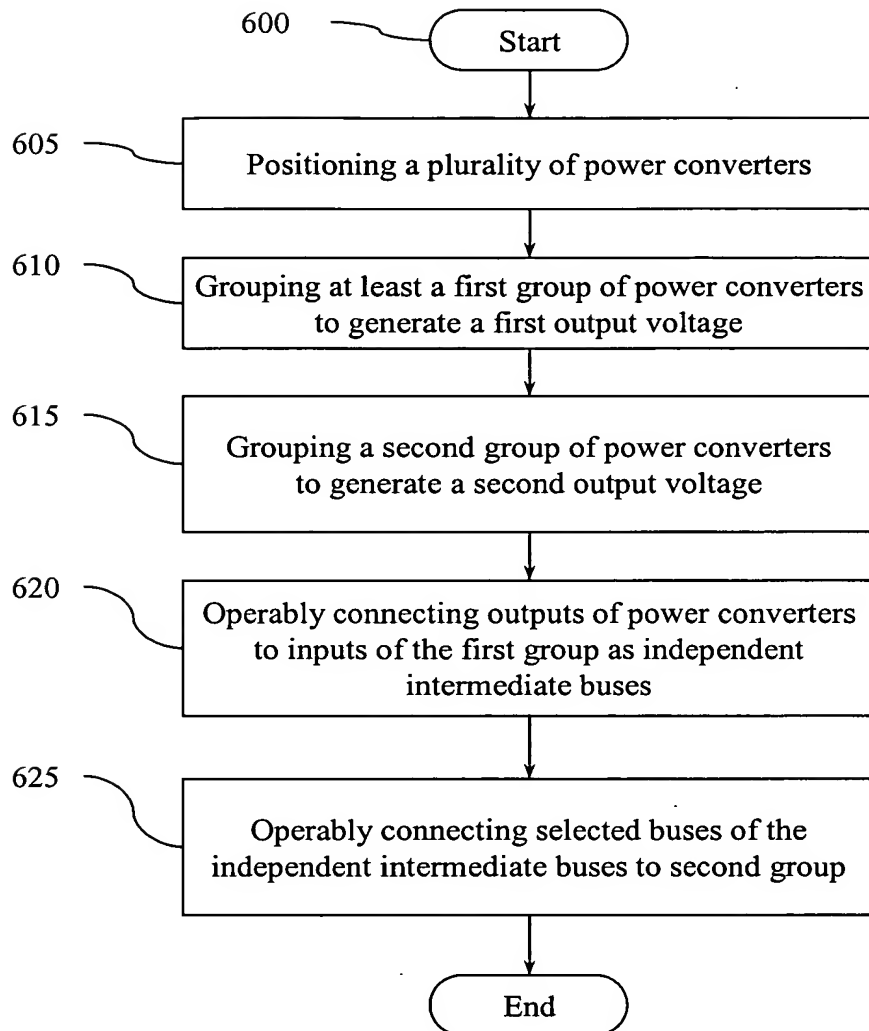 600
Start
605
Positioning a plurality of power converters
610
Grouping at least a first group of power converters
to generate a first output voltage
615
Grouping a second group of power converters
to generate a second output voltage
620
Operably connecting outputs of power converters
to inputs of the first group as independent
intermediate buses
625
Operably connecting selected buses of the
independent intermediate buses to second group
End